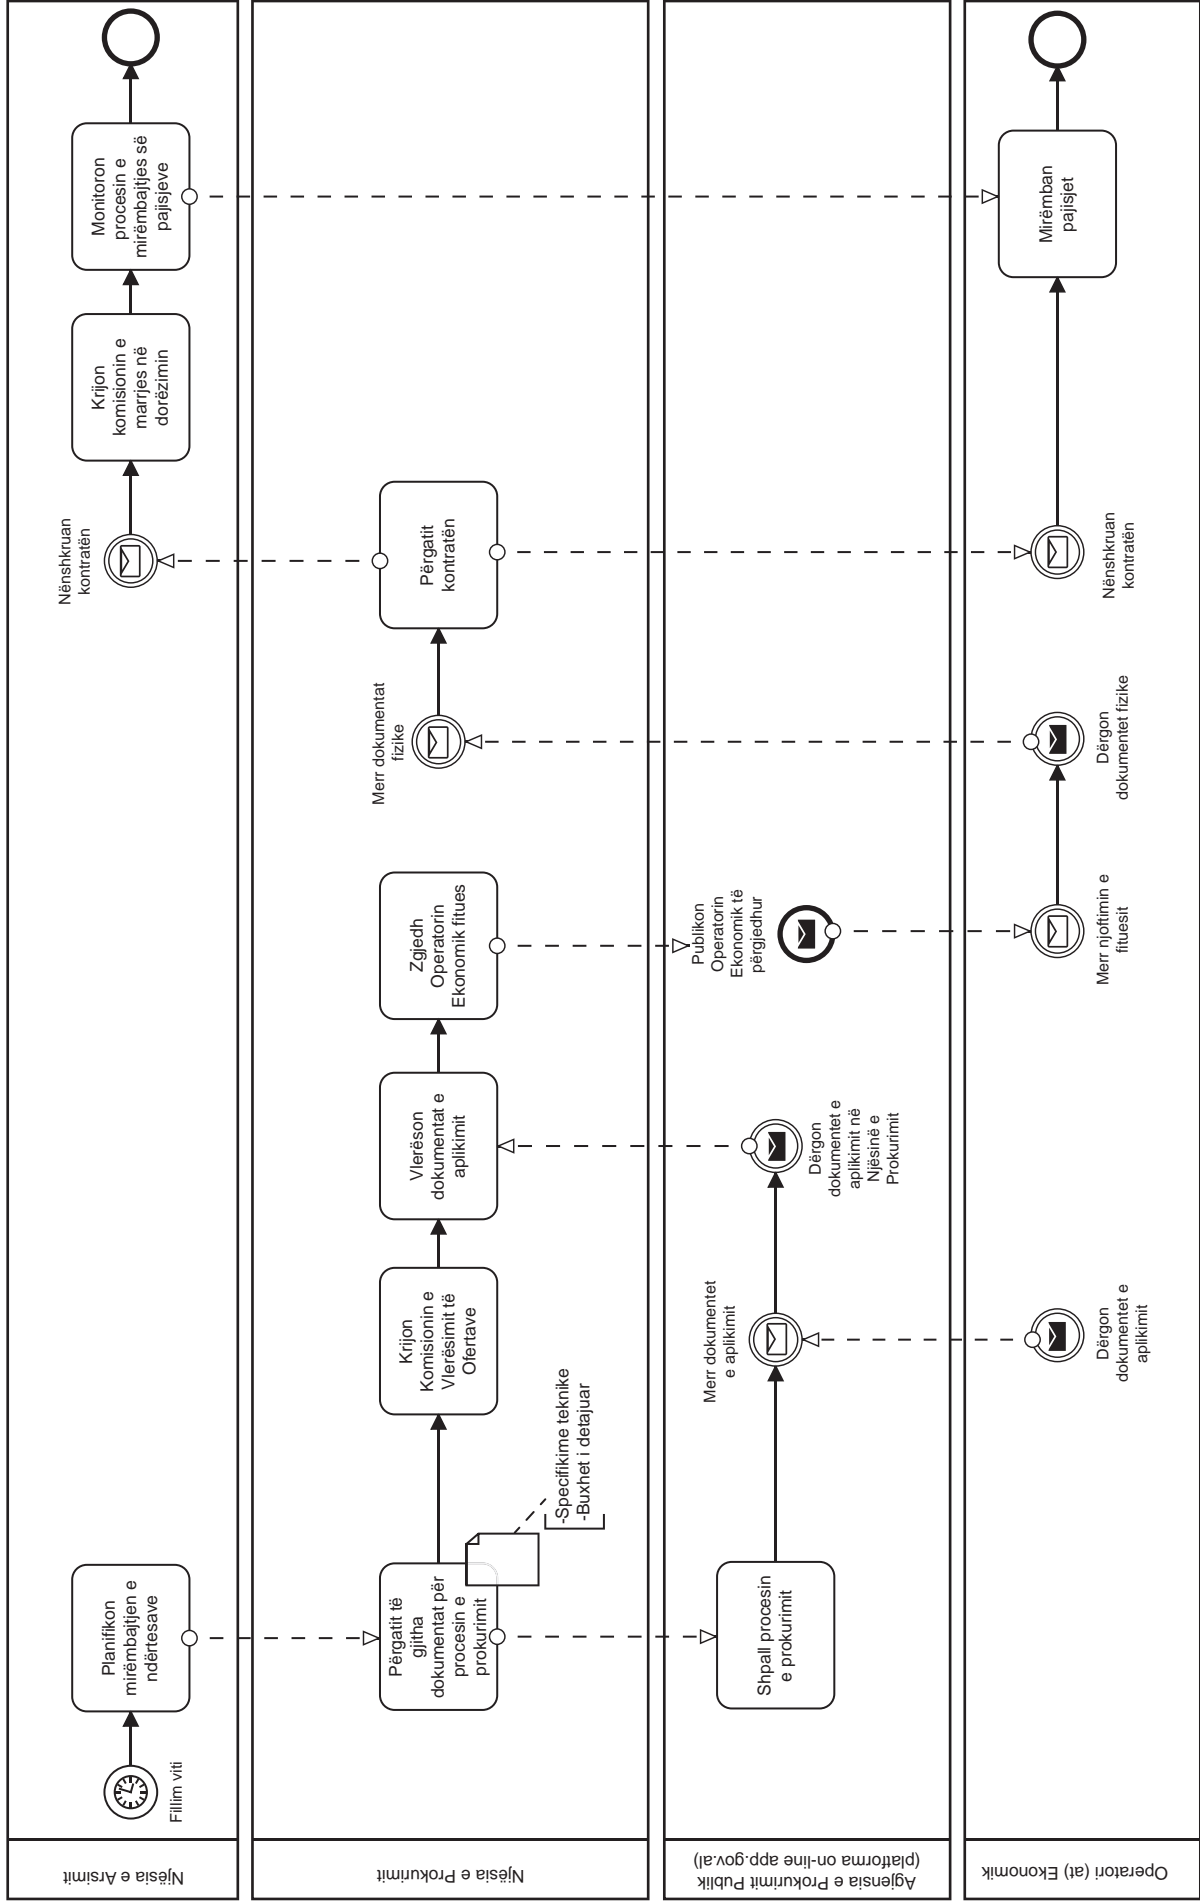 Njësia e Arsimit
Fillim viti
Planifikon
mirëmbajtjen e
ndërtesave
Nënshkruan
kontratën
Krijon
komisionin e
marrjes në
dorëzimin
Monitoron
procesin e
mirëmbajtjes së
pajisjeve
Njësia e Prokurimit
Përgatit të
gjitha
dokumentat për
procesin e
prokurimit
-Specifikime teknike
-Buxhet i detajuar
Krijon
Komisionin e
Vlerësimit të
Ofertave
Vlerëson
dokumentat e
aplikimit
Zgjedh
Operatorin
Ekonomik fitues
Merr dokumentat
fizike
Përgatit
kontratën
Agjensia e Prokurimit Publik
(platforma on-line app.gov.al)
Shpall procesin
e prokurimit
Merr dokumentet
e aplikimit
Dërgon
dokumentet e
aplikimit në
Njësinë e
Prokurimit
Publikon
Operatorin
Ekonomik të
përgjedhur
Operatori (at) Ekonomik
Dërgon
dokumentet e
aplikimit
Merr njoftimin e
fituesit
Dërgon
dokumentet fizike
Nënshkruan
kontratën
Mirëmban
pajisjet